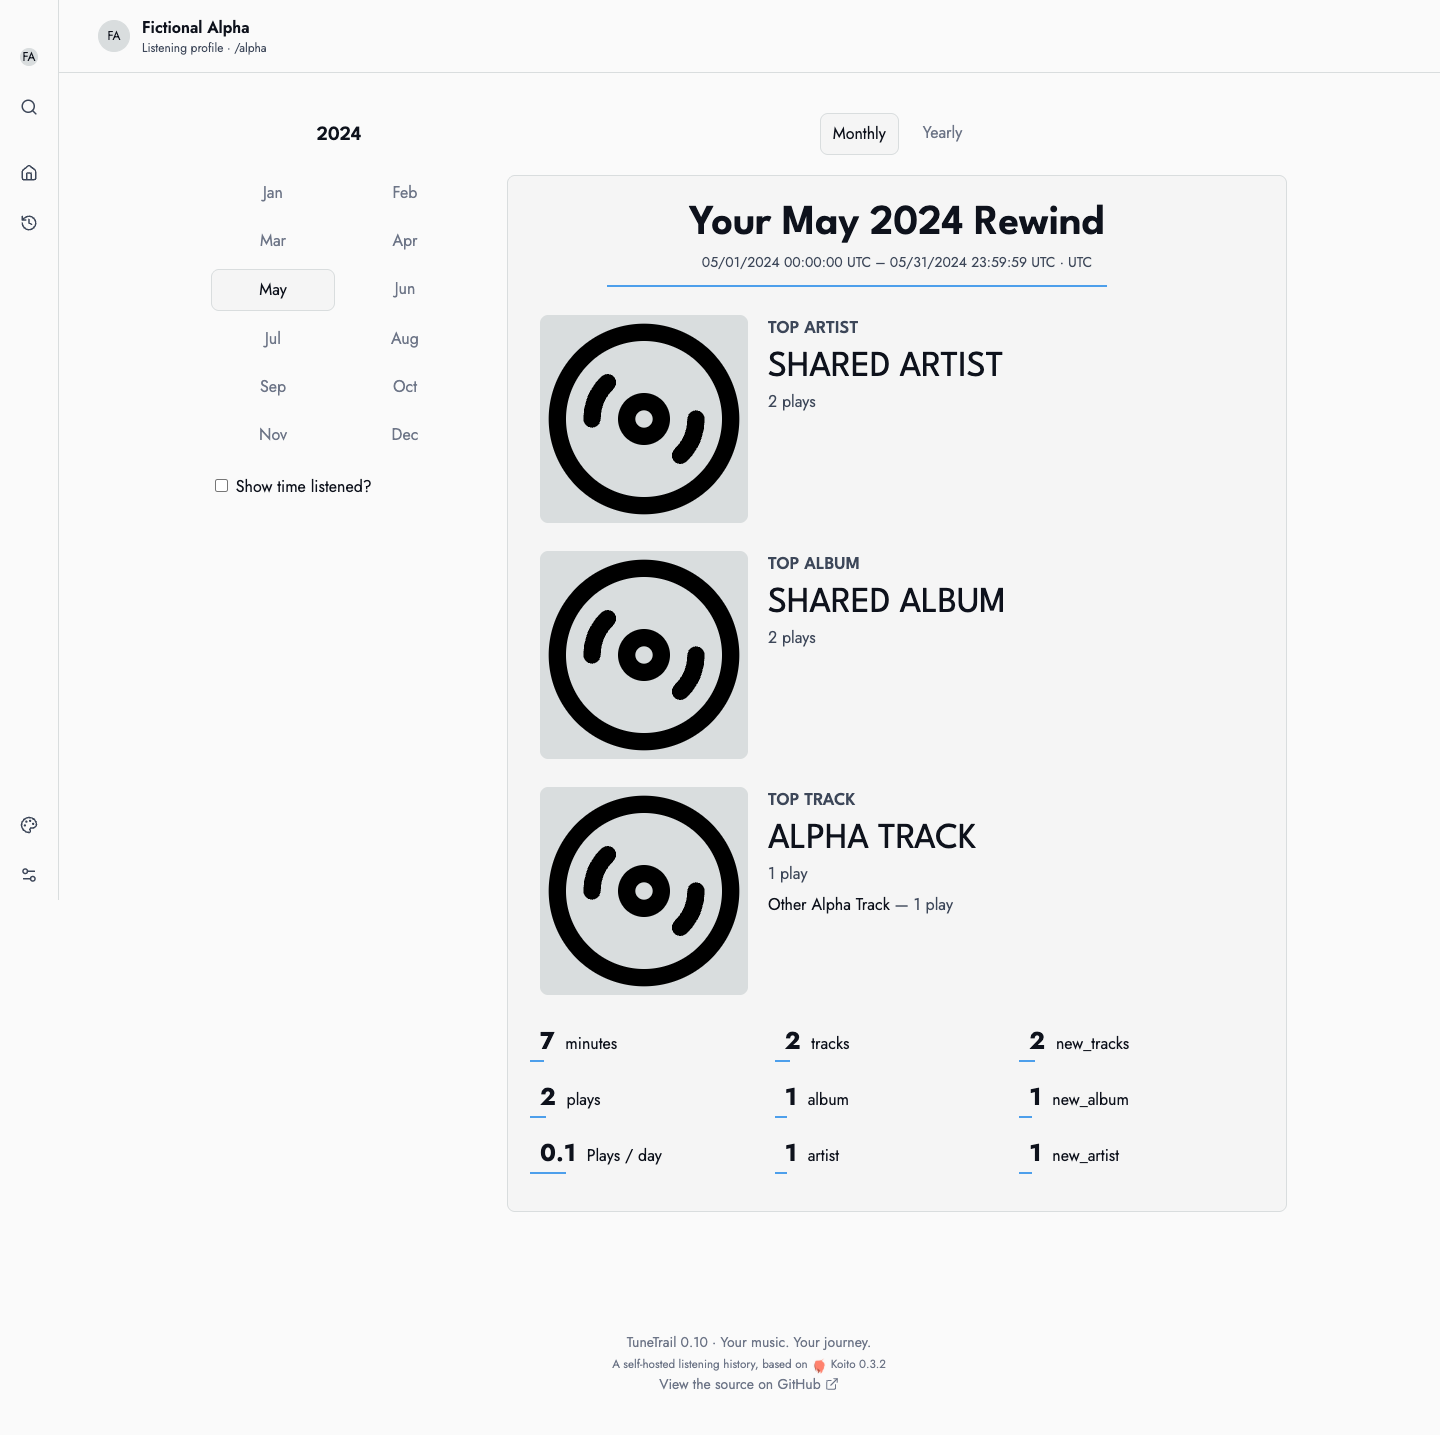 FA
FA
Fictional Alpha
Listening profile · /alpha
2024
Jan Feb
Mar Apr
May Jun
Jul Aug
Sep Oct
Nov Dec
Show time listened?
Monthly Yearly
Your May 2024 Rewind
05/01/2024 00:00:00 UTC – 05/31/2024 23:59:59 UTC · UTC
TOP ARTIST
SHARED ARTIST
2 plays
TOP ALBUM
SHARED ALBUM
2 plays
TOP TRACK
ALPHA TRACK
1 play
Other Alpha Track — 1 play
7 minutes 2 tracks 2 new_tracks
2 plays 1 album 1 new_album
0.1 Plays / day 1 artist 1 new_artist
TuneTrail 0.10 · Your music. Your journey.
A self-hosted listening history, based on Koito 0.3.2
View the source on GitHub